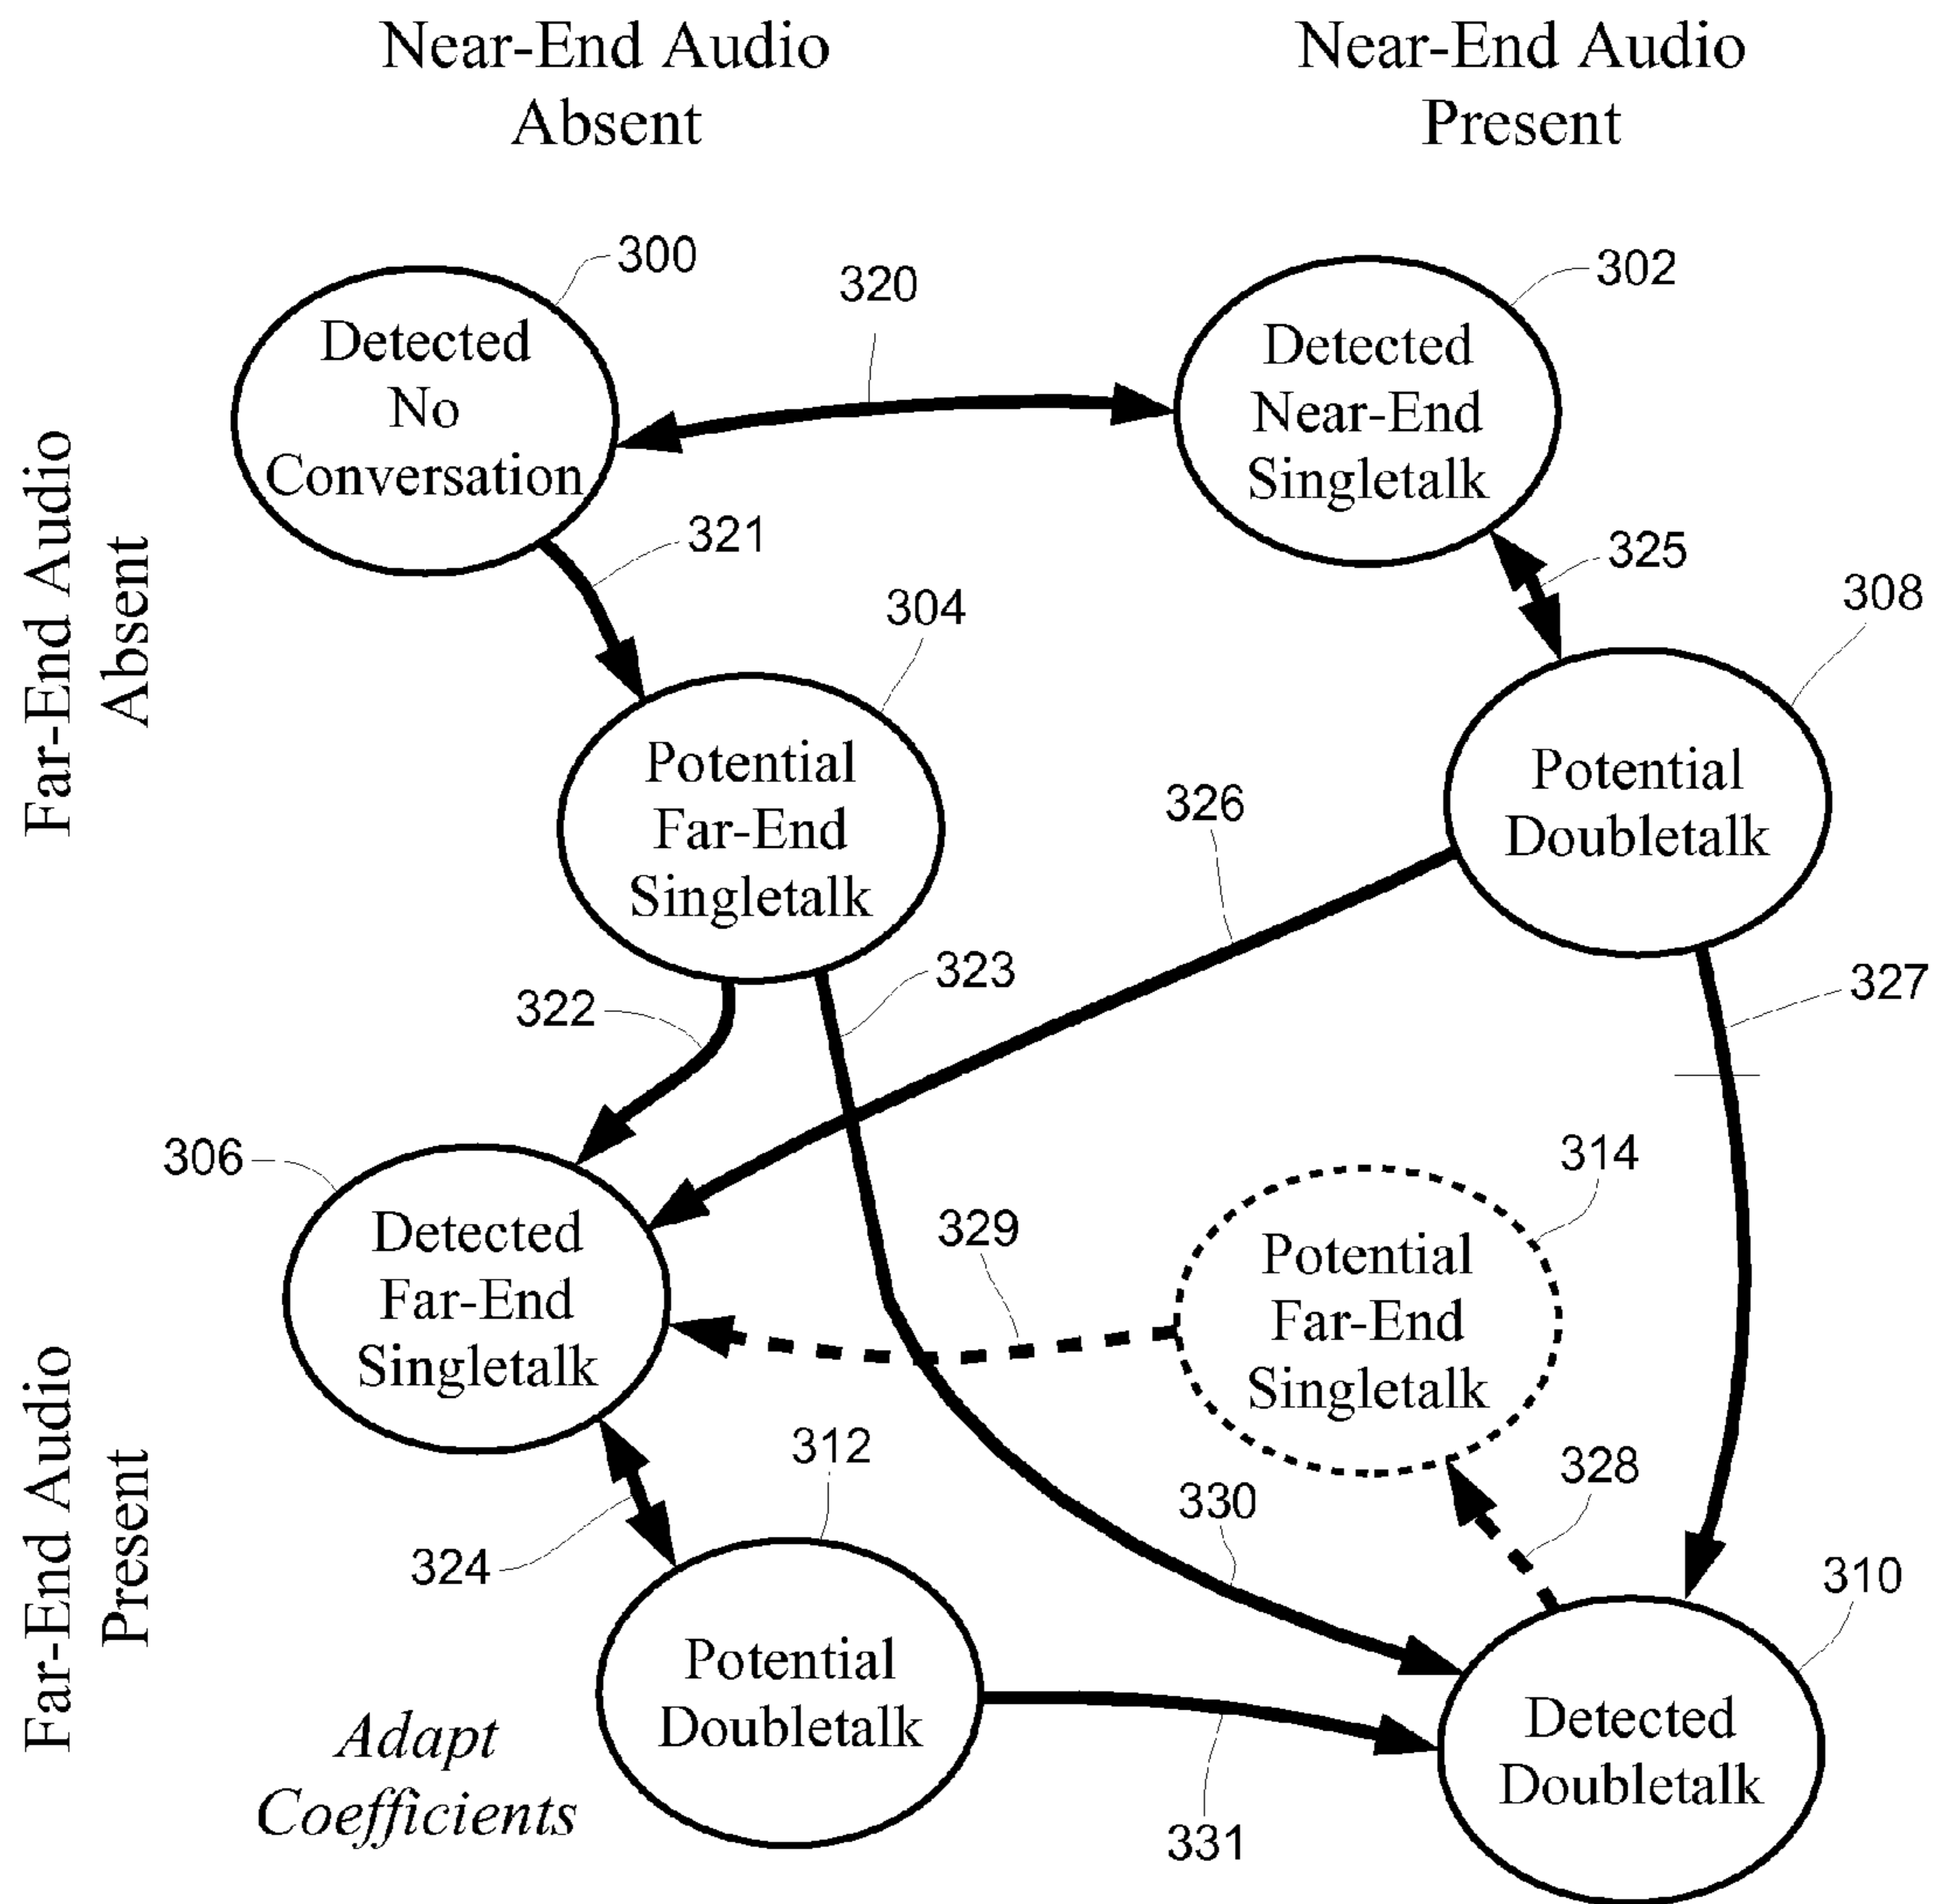 Near-End Audio
Absent
Near-End Audio
Present
Far-End Audio
Absent
Far-End Audio
Present
300
Detected
No
Conversation
320
302
Detected
Near-End
Singletalk
321
325
304
Potential
Far-End
Singletalk
308
Potential
Doubletalk
326
322
323
327
306
Detected
Far-End
Singletalk
329
314
Potential
Far-End
Singletalk
324
312
Potential
Doubletalk
330
328
310
Detected
Doubletalk
331
Adapt
Coefficients